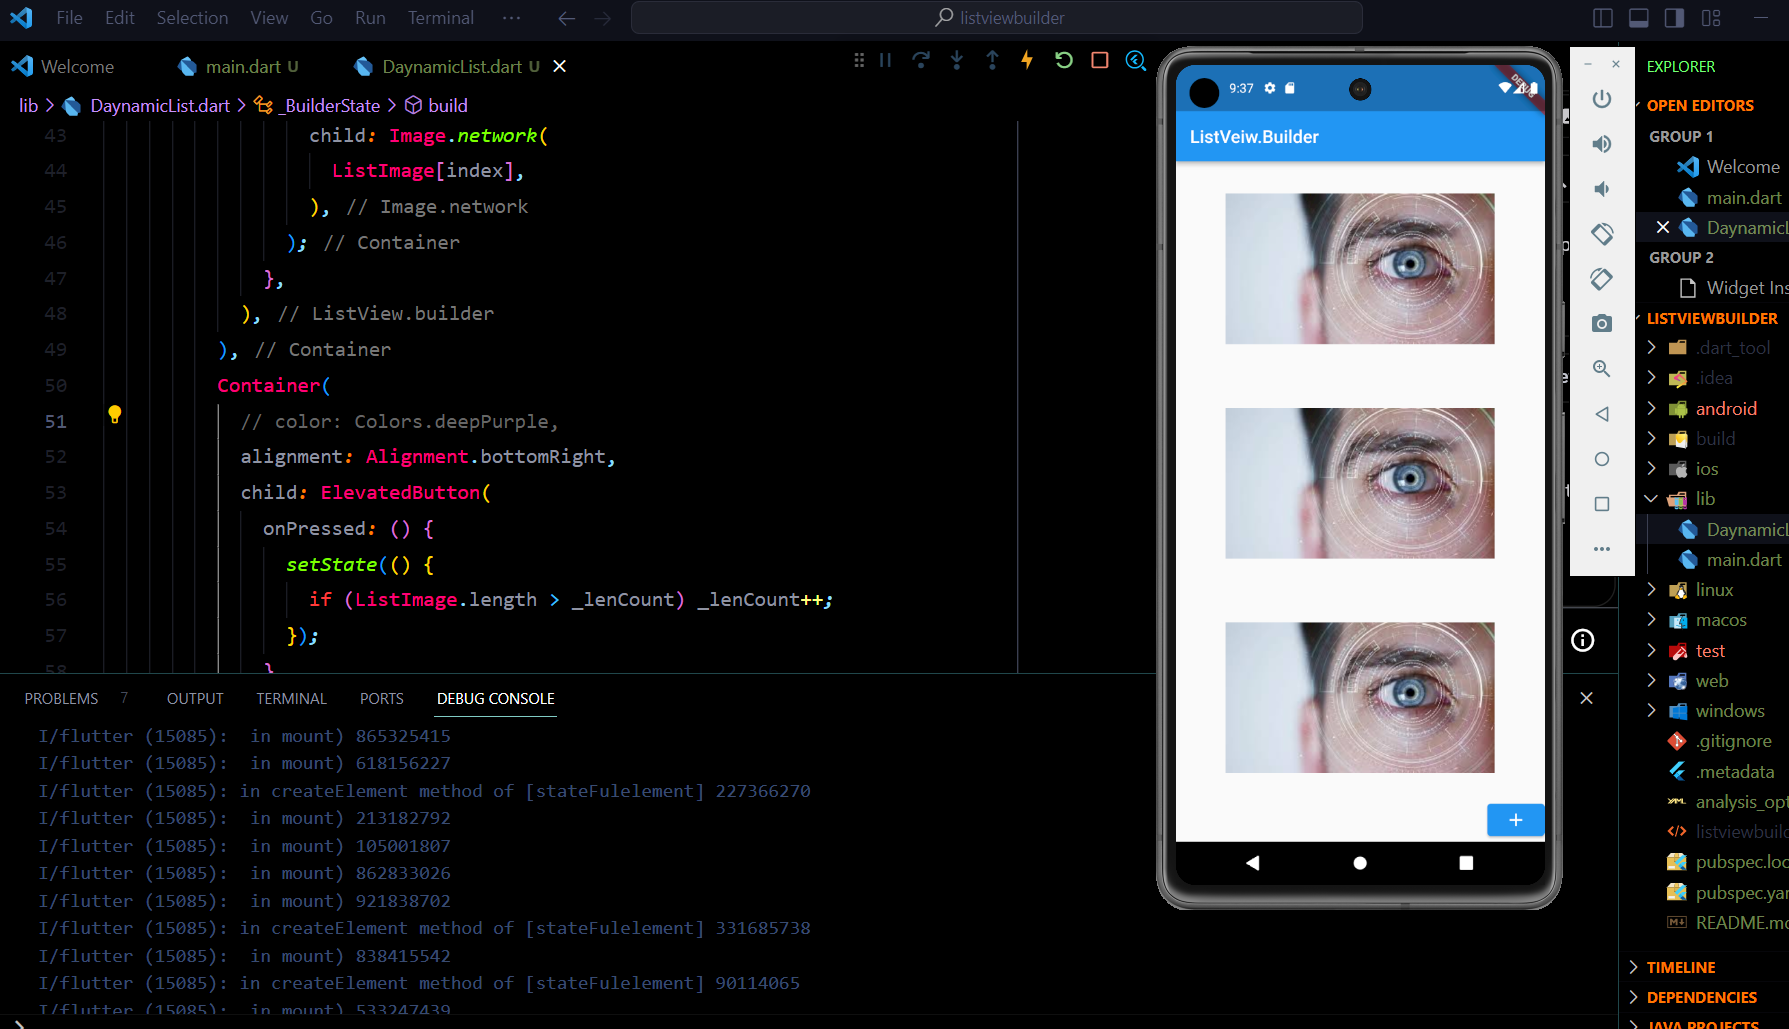 File Edit Selection View Go Run Terminal ···
listviewbuilder
Welcome
main.dart U
DaynamicList.dart U
lib > DaynamicList.dart > _BuilderState > build
43 child: Image.network(
44 ListImage[index],
45 ), // Image.network
46 ); // Container
47 },
48 ), // ListView.builder
49 ), // Container
50 Container(
51 // color: Colors.deepPurple,
52 alignment: Alignment.bottomRight,
53 child: ElevatedButton(
54 onPressed: () {
55 setState(() {
56 if (ListImage.length > _lenCount) _lenCount++;
57 });
58 }
PROBLEMS 7 OUTPUT TERMINAL PORTS DEBUG CONSOLE
I/flutter (15085):  in mount) 865325415
I/flutter (15085):  in mount) 618156227
I/flutter (15085): in createElement method of [stateFulelement] 227366270
I/flutter (15085):  in mount) 213182792
I/flutter (15085):  in mount) 105001807
I/flutter (15085):  in mount) 862833026
I/flutter (15085):  in mount) 921838702
I/flutter (15085): in createElement method of [stateFulelement] 331685738
I/flutter (15085):  in mount) 838415542
I/flutter (15085): in createElement method of [stateFulelement] 90114065
I/flutter (15085):  in mount) 533247439
9:37
DEBUG
ListVeiw.Builder
+
EXPLORER
OPEN EDITORS
GROUP 1
Welcome
main.dart
DaynamicL
GROUP 2
Widget Ins
LISTVIEWBUILDER
.dart_tool
.idea
android
build
ios
lib
DaynamicL
main.dart
linux
macos
test
web
windows
.gitignore
.metadata
analysis_opt
listviewbuild
pubspec.loc
pubspec.yam
README.md
TIMELINE
DEPENDENCIES
JAVA PROJECTS